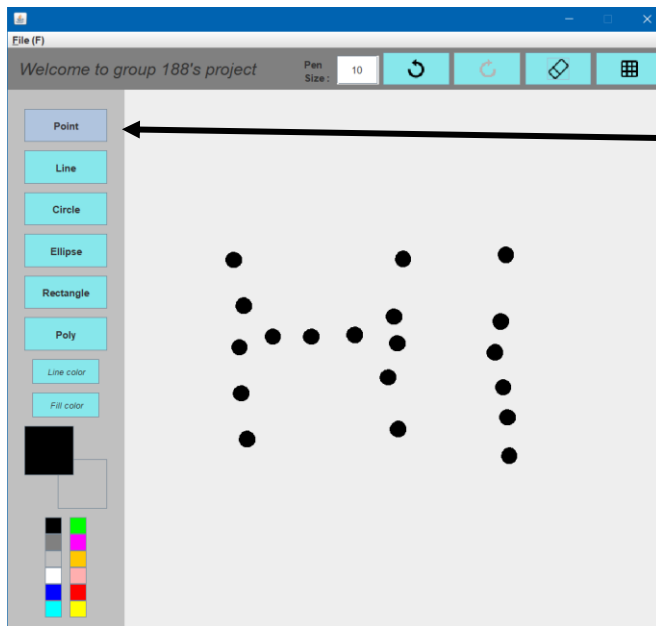 File (F)
Welcome to group 188's project
Pen
Size :
10
Point
Line
Circle
Ellipse
Rectangle
Poly
Line color
Fill color
HI